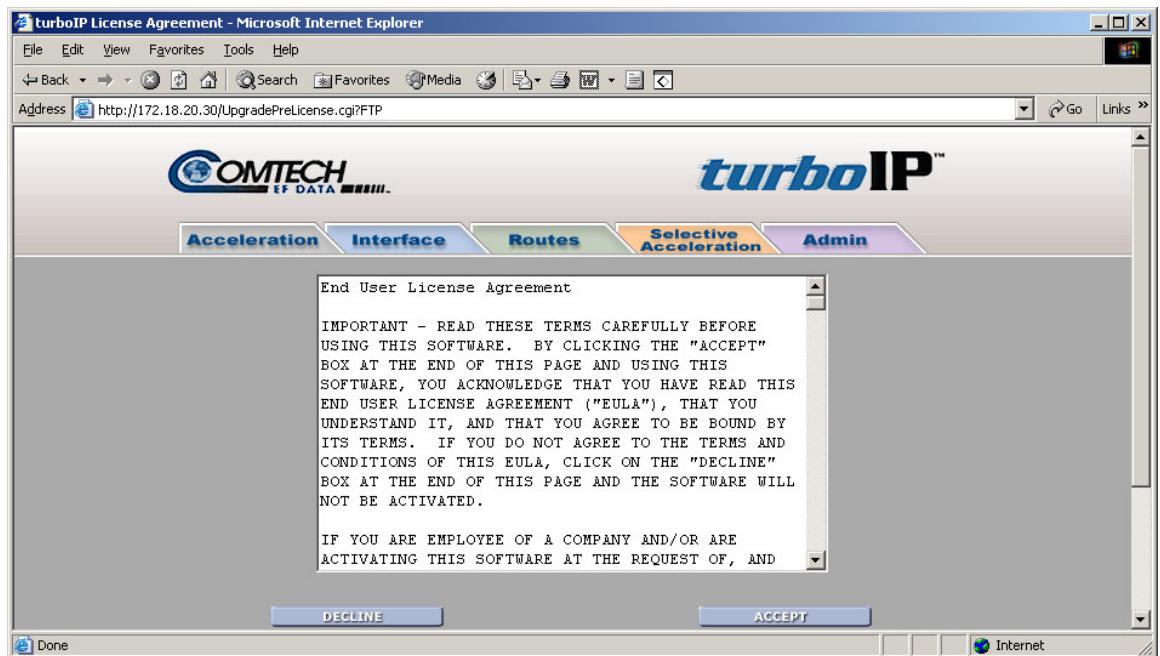 turboIP License Agreement - Microsoft Internet Explorer
File Edit View Favorites Tools Help
Back Search Favorites Media
Address http://172.18.20.30/UpgradePreLicense.cgi?FTP Go Links »
COMTECH
EF DATA
turboIP™
Acceleration Interface Routes Selective Acceleration Admin
End User License Agreement
IMPORTANT - READ THESE TERMS CAREFULLY BEFORE
USING THIS SOFTWARE. BY CLICKING THE "ACCEPT"
BOX AT THE END OF THIS PAGE AND USING THIS
SOFTWARE, YOU ACKNOWLEDGE THAT YOU HAVE READ THIS
END USER LICENSE AGREEMENT ("EULA"), THAT YOU
UNDERSTAND IT, AND THAT YOU AGREE TO BE BOUND BY
ITS TERMS. IF YOU DO NOT AGREE TO THE TERMS AND
CONDITIONS OF THIS EULA, CLICK ON THE "DECLINE"
BOX AT THE END OF THIS PAGE AND THE SOFTWARE WILL
NOT BE ACTIVATED.
IF YOU ARE EMPLOYEE OF A COMPANY AND/OR ARE
ACTIVATING THIS SOFTWARE AT THE REQUEST OF, AND
DECLINE ACCEPT
Done Internet